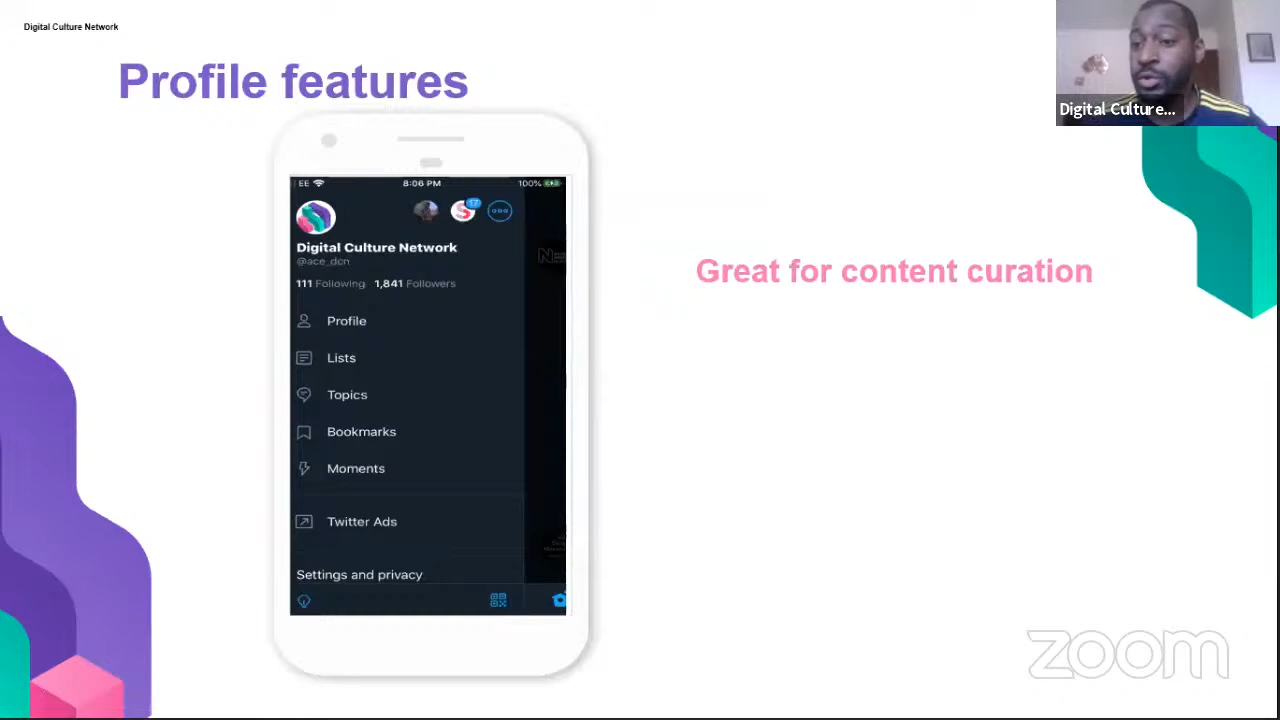 Digital Culture Network
Profile features
Digital Culture...
EE
8:06 PM
100%
17
Digital Culture Network
@ace_dcn
111 Following 1,841 Followers
Profile
Lists
Topics
Bookmarks
Moments
Twitter Ads
Settings and privacy
Great for content curation
zoom